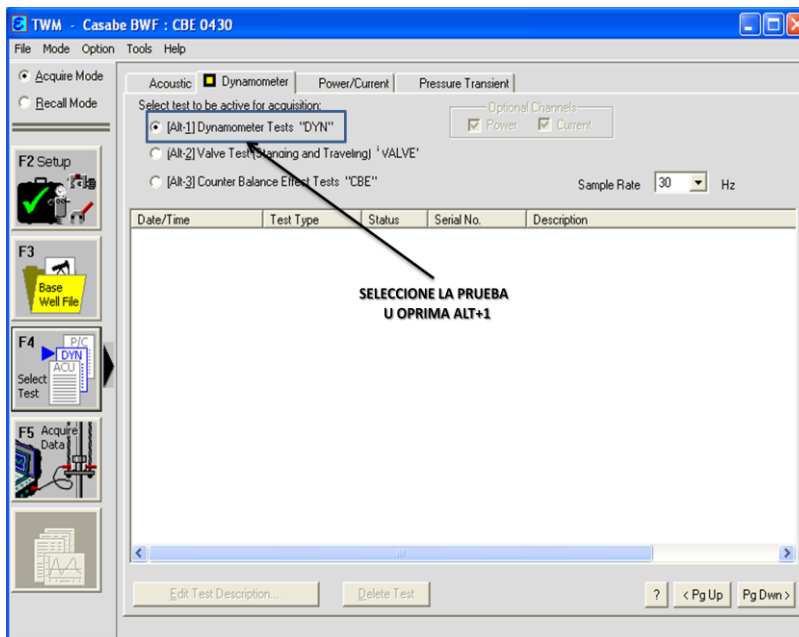 TWM - Casabe BWF : CBE 0430
File Mode Option Tools Help
Acquire Mode
Recall Mode
Acoustic Dynamometer Power/Current Pressure Transient
Select test to be active for acquisition:
Optional Channels
[Alt-1] Dynamometer Tests "DYN"
Power Current
[Alt-2] Valve Test (Standing and Traveling) 'VALVE'
[Alt-3] Counter Balance Effect Tests "CBE"
Sample Rate 30 Hz
F2 Setup
F3
Base
Well File
F4
P/C
DYN
ACU
Select
Test
F5 Acquire
Data
Date/Time Test Type Status Serial No. Description
SELECCIONE LA PRUEBA
U OPRIMA ALT+1
Edit Test Description... Delete Test ? < Pg Up Pg Dwn >